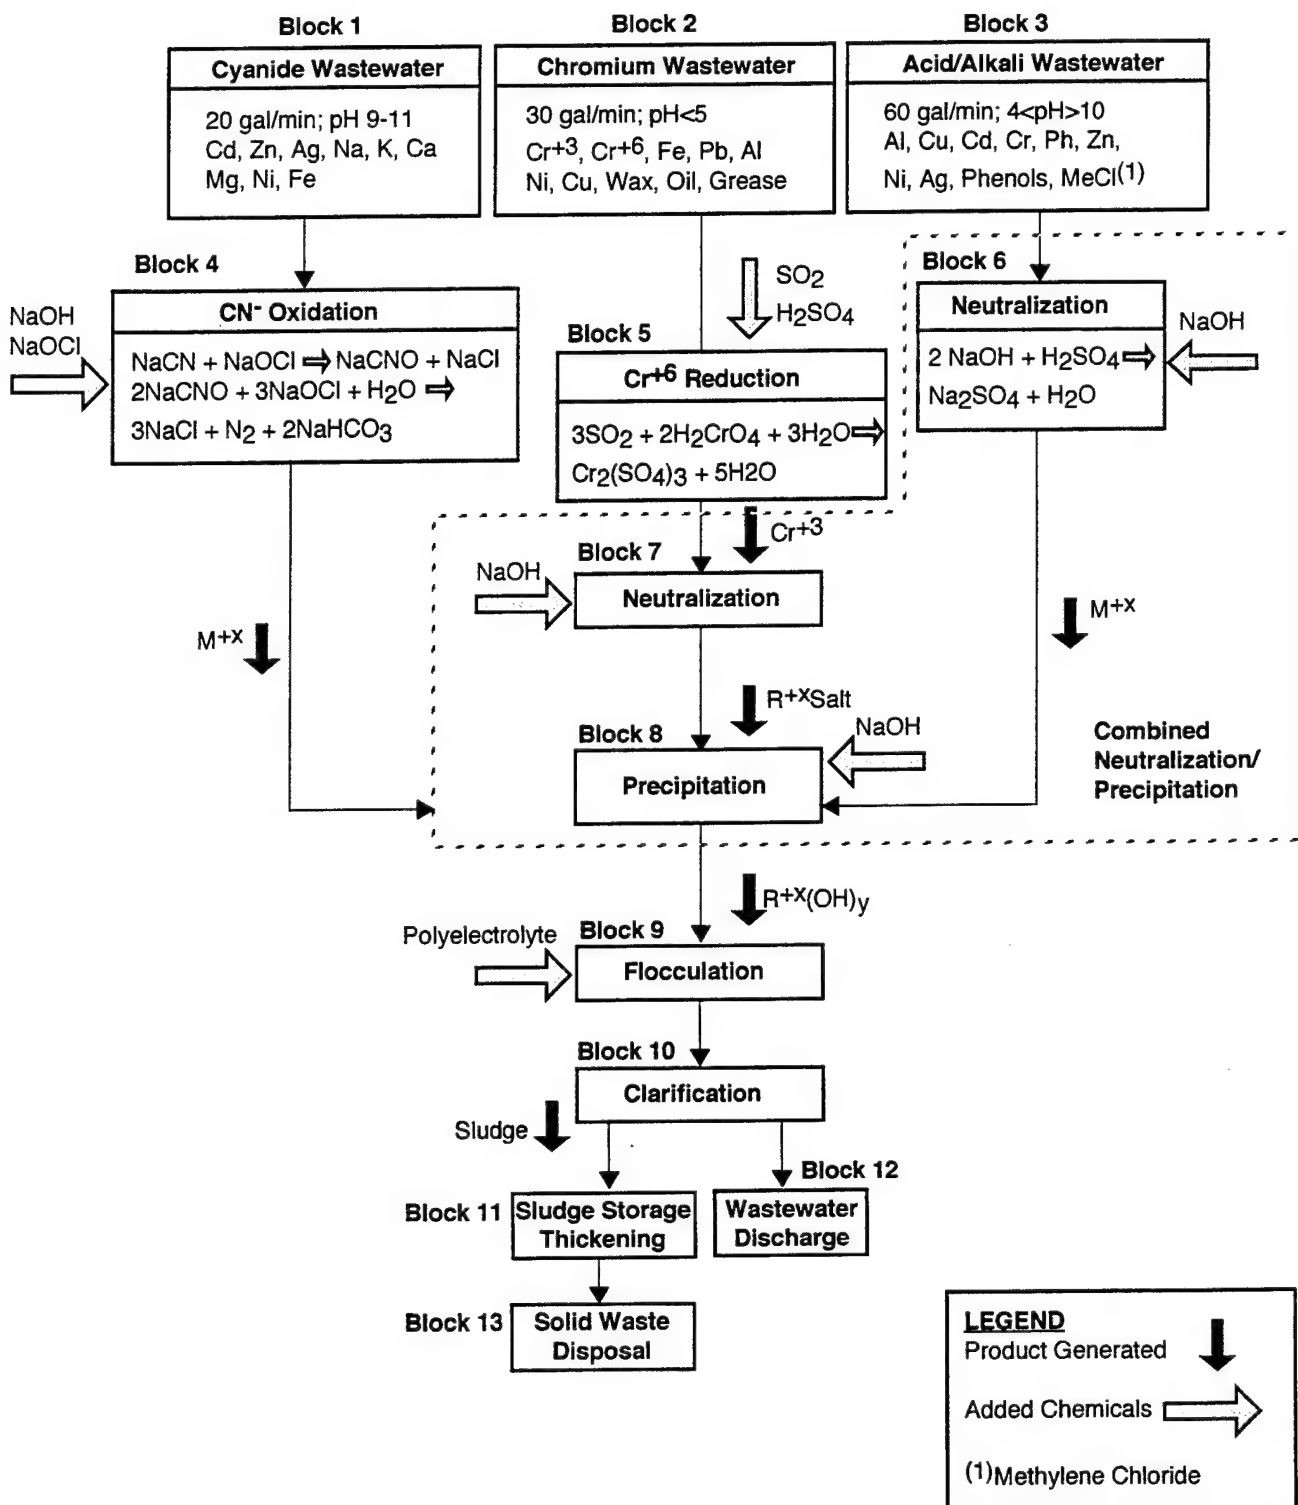 Block 1
Cyanide Wastewater
20 gal/min; pH 9-11
Cd, Zn, Ag, Na, K, Ca
Mg, Ni, Fe
Block 2
Chromium Wastewater
30 gal/min; pH<5
Cr+3, Cr+6, Fe, Pb, Al
Ni, Cu, Wax, Oil, Grease
Block 3
Acid/Alkali Wastewater
60 gal/min; 4<pH>10
Al, Cu, Cd, Cr, Ph, Zn,
Ni, Ag, Phenols, MeCl(1)
Block 4
NaOH
NaOCl
CN- Oxidation
NaCN + NaOCl ⇒ NaCNO + NaCl
2NaCNO + 3NaOCl + H2O ⇒
3NaCl + N2 + 2NaHCO3
SO2
H2SO4
Block 5
Cr+6 Reduction
3SO2 + 2H2CrO4 + 3H2O ⇒
Cr2(SO4)3 + 5H2O
Block 6
Neutralization
2 NaOH + H2SO4 ⇒
Na2SO4 + H2O
NaOH
Cr+3
Block 7
NaOH
Neutralization
M+x
M+x
R+xSalt
Block 8
NaOH
Precipitation
Combined
Neutralization/
Precipitation
R+x(OH)y
Block 9
Polyelectrolyte
Flocculation
Block 10
Clarification
Sludge
Block 11
Sludge Storage
Thickening
Block 12
Wastewater
Discharge
Block 13
Solid Waste
Disposal
LEGEND
Product Generated
Added Chemicals
(1)Methylene Chloride